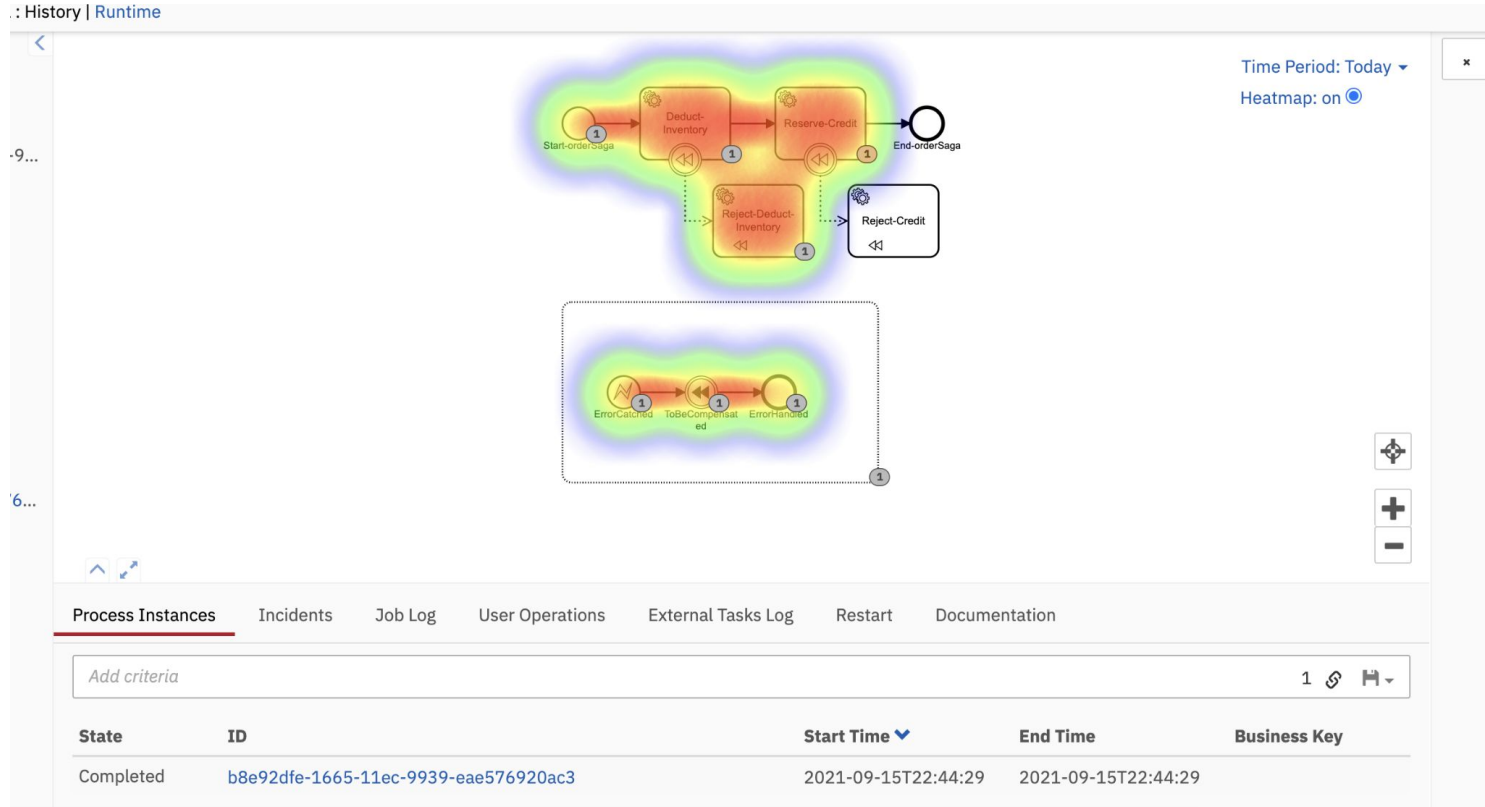 . : History | Runtime
Time Period: Today
Heatmap: on
-9...
Deduct-
Inventory
Reserve-Credit
1
Start-orderSaga
1
1
End-orderSaga
Reject-Deduct-
Inventory
1
Reject-Credit
1
1
1
ErrorCatched
ToBeCompensat
ed
ErrorHandled
1
'6...
Process Instances
Incidents
Job Log
User Operations
External Tasks Log
Restart
Documentation
Add criteria
1
State
ID
Start Time
End Time
Business Key
Completed
b8e92dfe-1665-11ec-9939-eae576920ac3
2021-09-15T22:44:29
2021-09-15T22:44:29